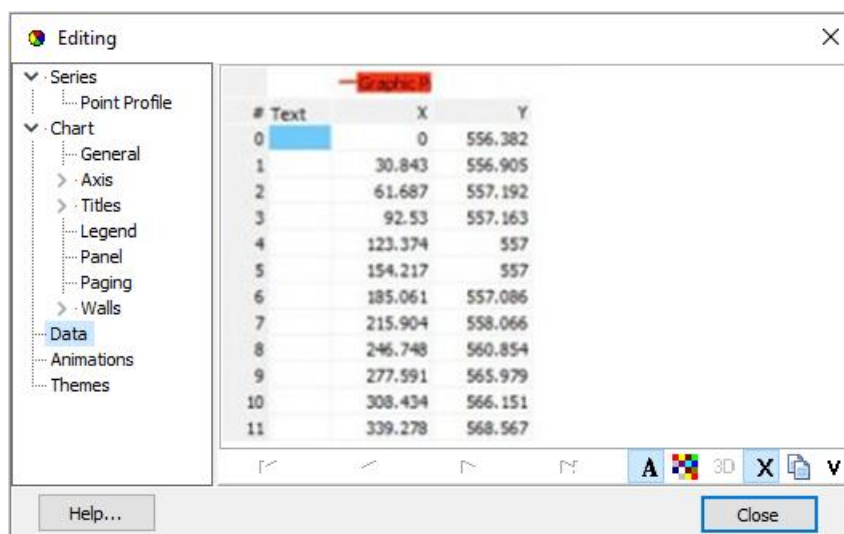 Editing
Series
Point Profile
Chart
General
Axis
Titles
Legend
Panel
Paging
Walls
Data
Animations
Themes
Graphic P
# Text X Y
0 0 556.382
1 30.843 556.905
2 61.687 557.192
3 92.53 557.163
4 123.374 557
5 154.217 557
6 185.061 557.086
7 215.904 558.066
8 246.748 560.854
9 277.591 565.979
10 308.434 566.151
11 339.278 568.567
A 3D X V
Help...
Close